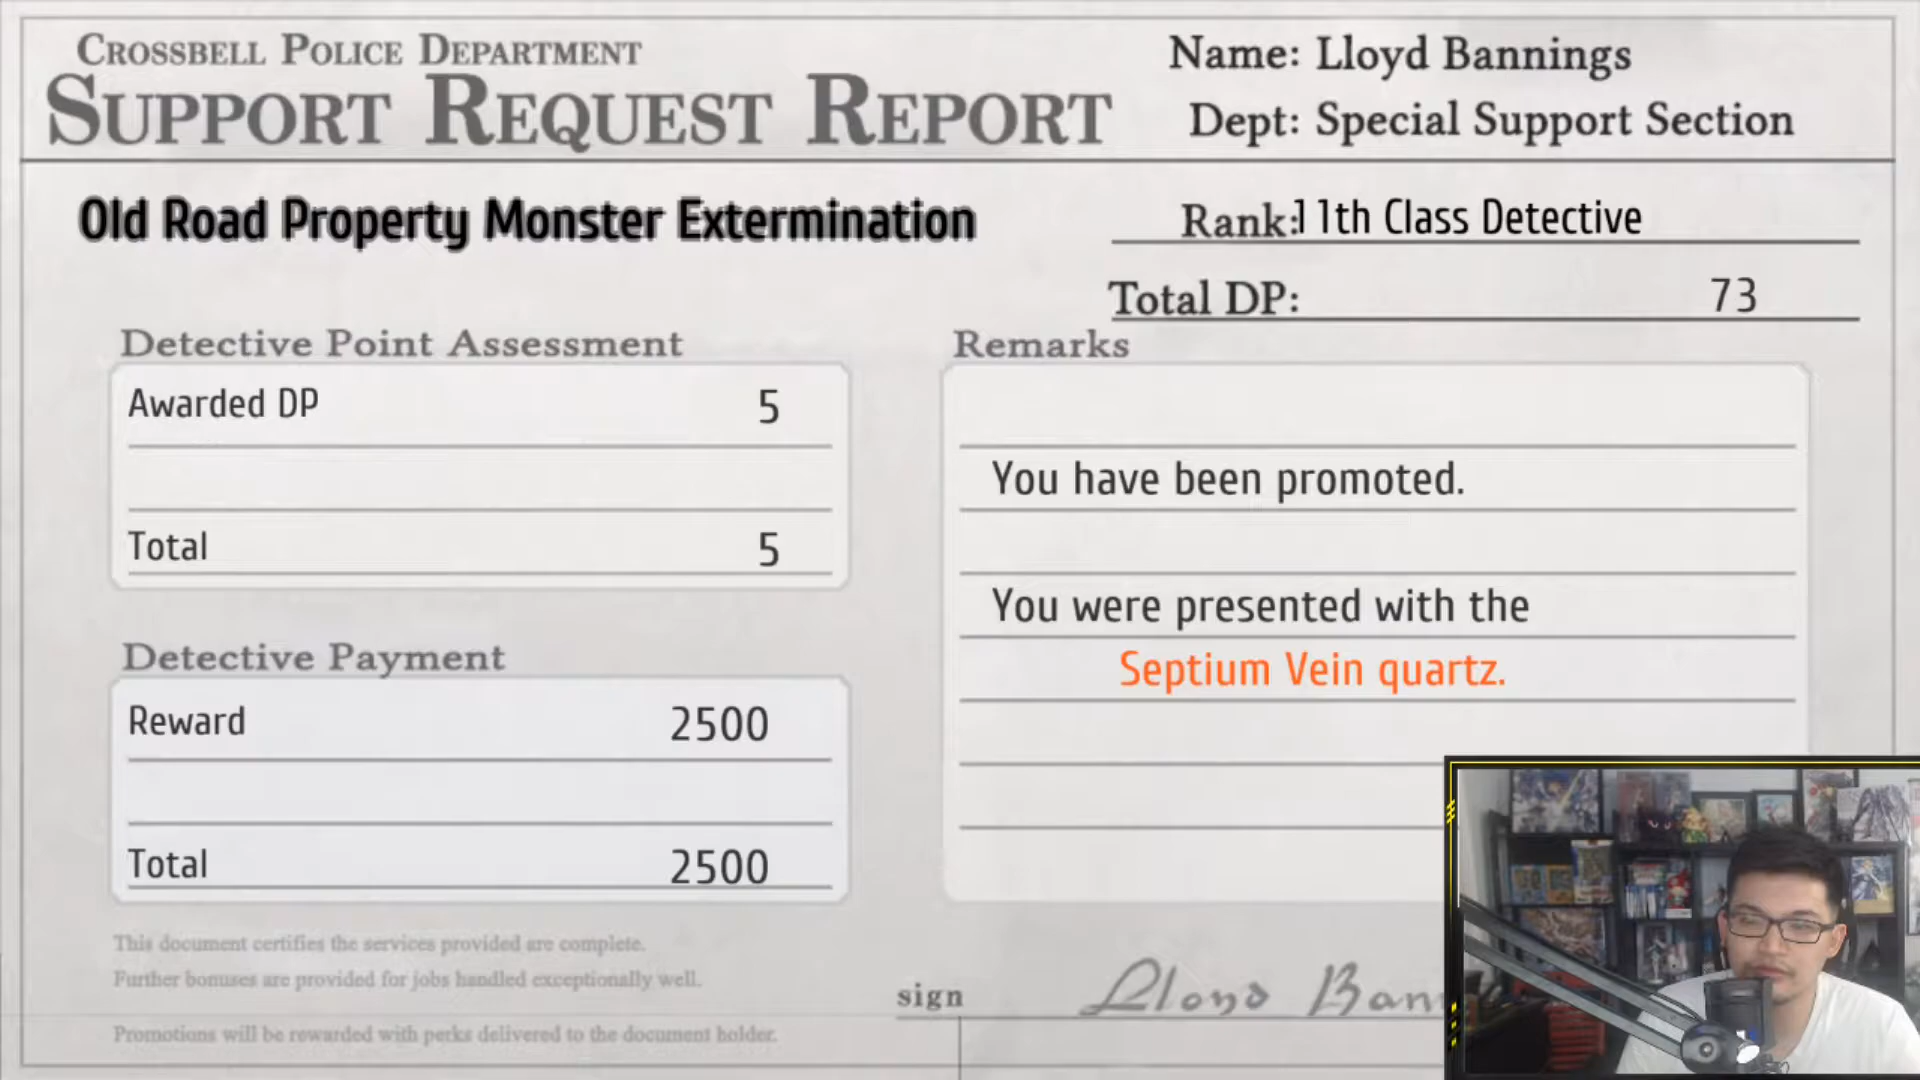 CROSSBELL POLICE DEPARTMENT
SUPPORT REQUEST REPORT
Name: Lloyd Bannings
Dept: Special Support Section
Old Road Property Monster Extermination
Rank: 11th Class Detective
Total DP: 73
Detective Point Assessment
Awarded DP 5
Total 5
Detective Payment
Reward 2500
Total 2500
Remarks
You have been promoted.
You were presented with the
Septium Vein quartz.
This document certifies the services provided are complete.
Further bonuses are provided for jobs handled exceptionally well.
Promotions will be rewarded with perks delivered to the document holder.
sign Lloyd Bann